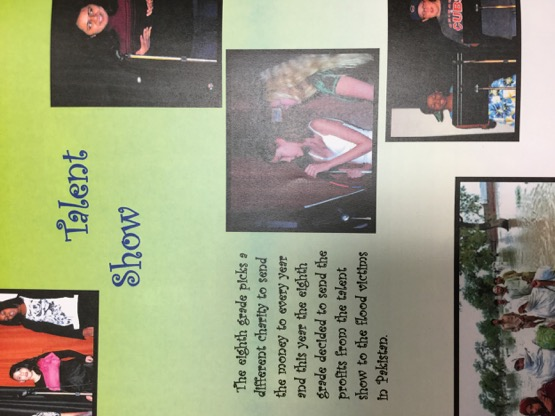 Talent
Show
The eighth grade picks a
different charity to send
the money to every year
and this year the eighth
grade decided to send the
profits from the talent
show to the flood victims
in Pakistan.
CUBS